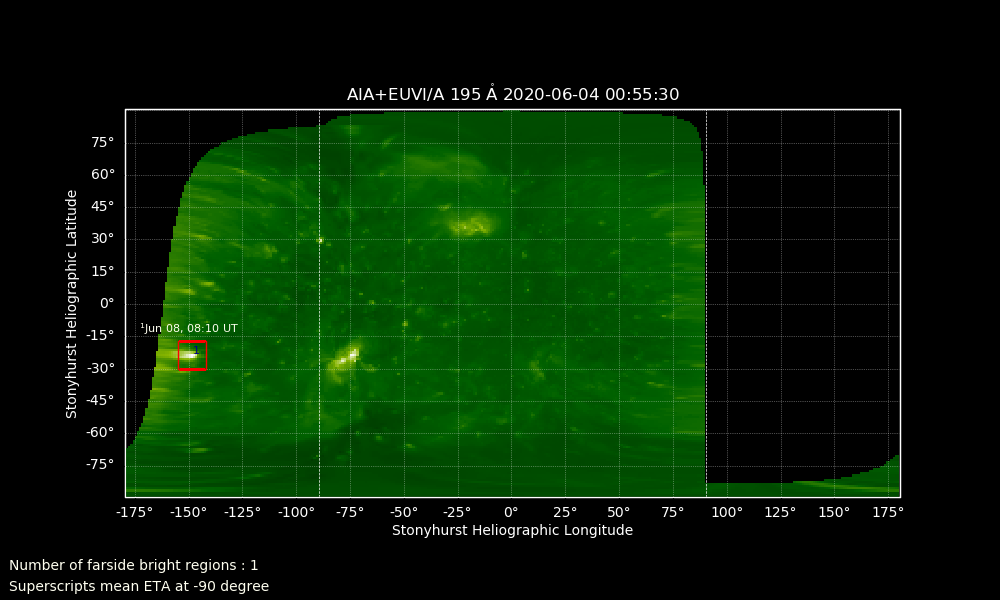 AIA+EUVI/A 195 Å 2020-06-04 00:55:30
75°
60°
45°
30°
15°
0°
-15°
-30°
-45°
-60°
-75°
Stonyhurst Heliographic Latitude
¹Jun 08, 08:10 UT
-175° -150° -125° -100° -75° -50° -25° 0° 25° 50° 75° 100° 125° 150° 175°
Stonyhurst Heliographic Longitude
Number of farside bright regions : 1
Superscripts mean ETA at -90 degree